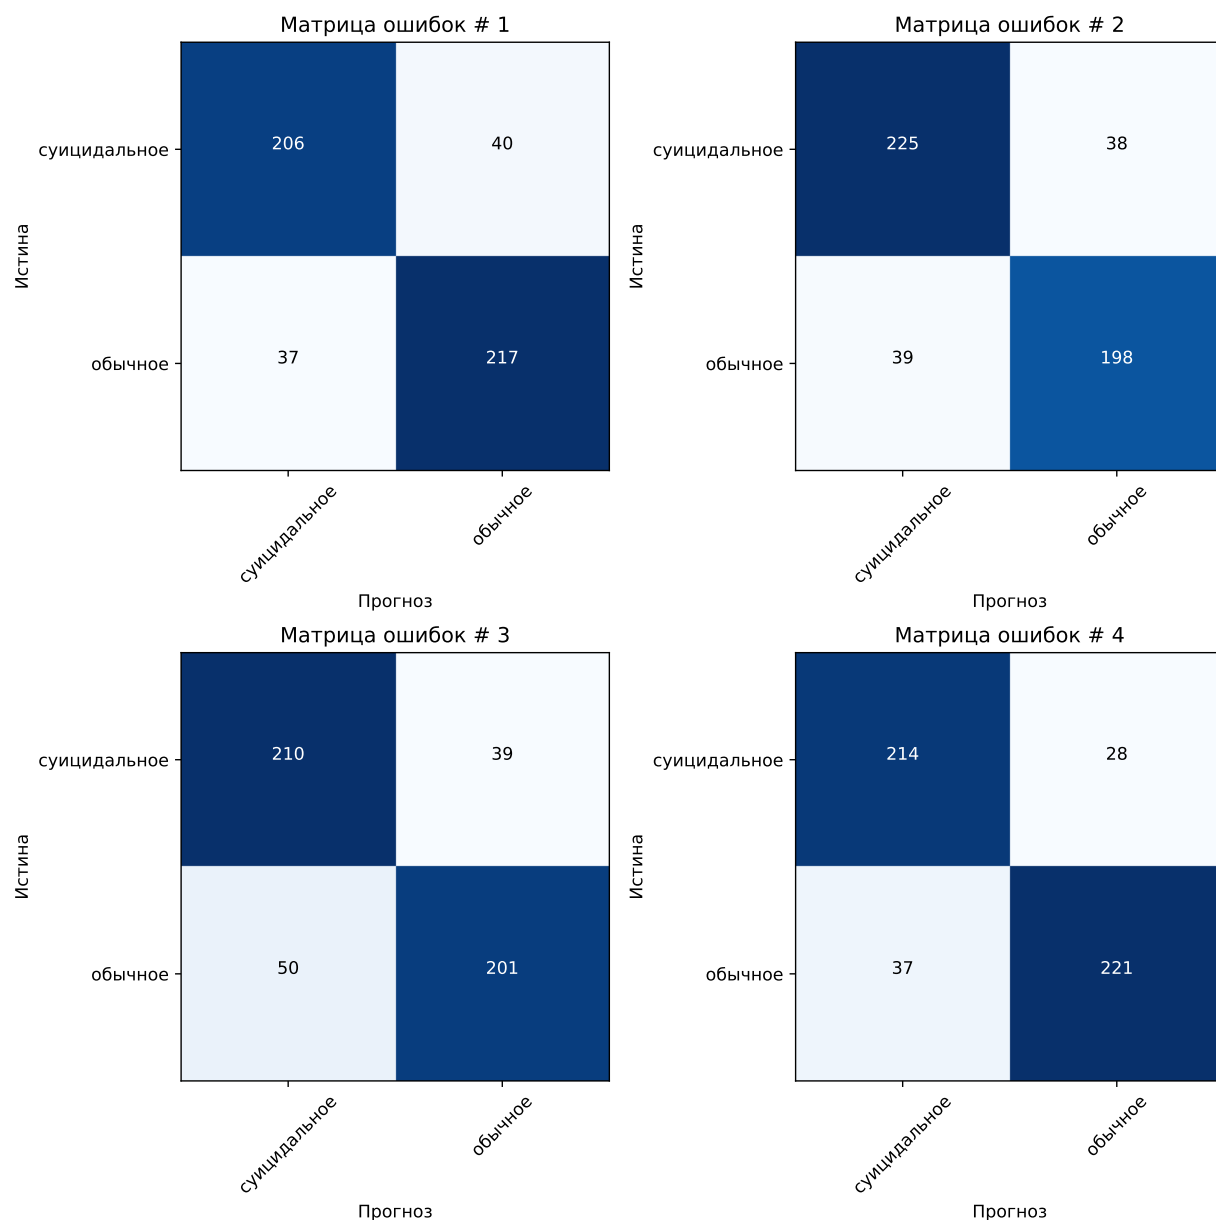 Матрица ошибок # 1
суицидальное
206
40
обычное
37
217
Истина
суицидальное
обычное
Прогноз
Матрица ошибок # 2
суицидальное
225
38
обычное
39
198
Истина
суицидальное
обычное
Прогноз
Матрица ошибок # 3
суицидальное
210
39
обычное
50
201
Истина
суицидальное
обычное
Прогноз
Матрица ошибок # 4
суицидальное
214
28
обычное
37
221
Истина
суицидальное
обычное
Прогноз